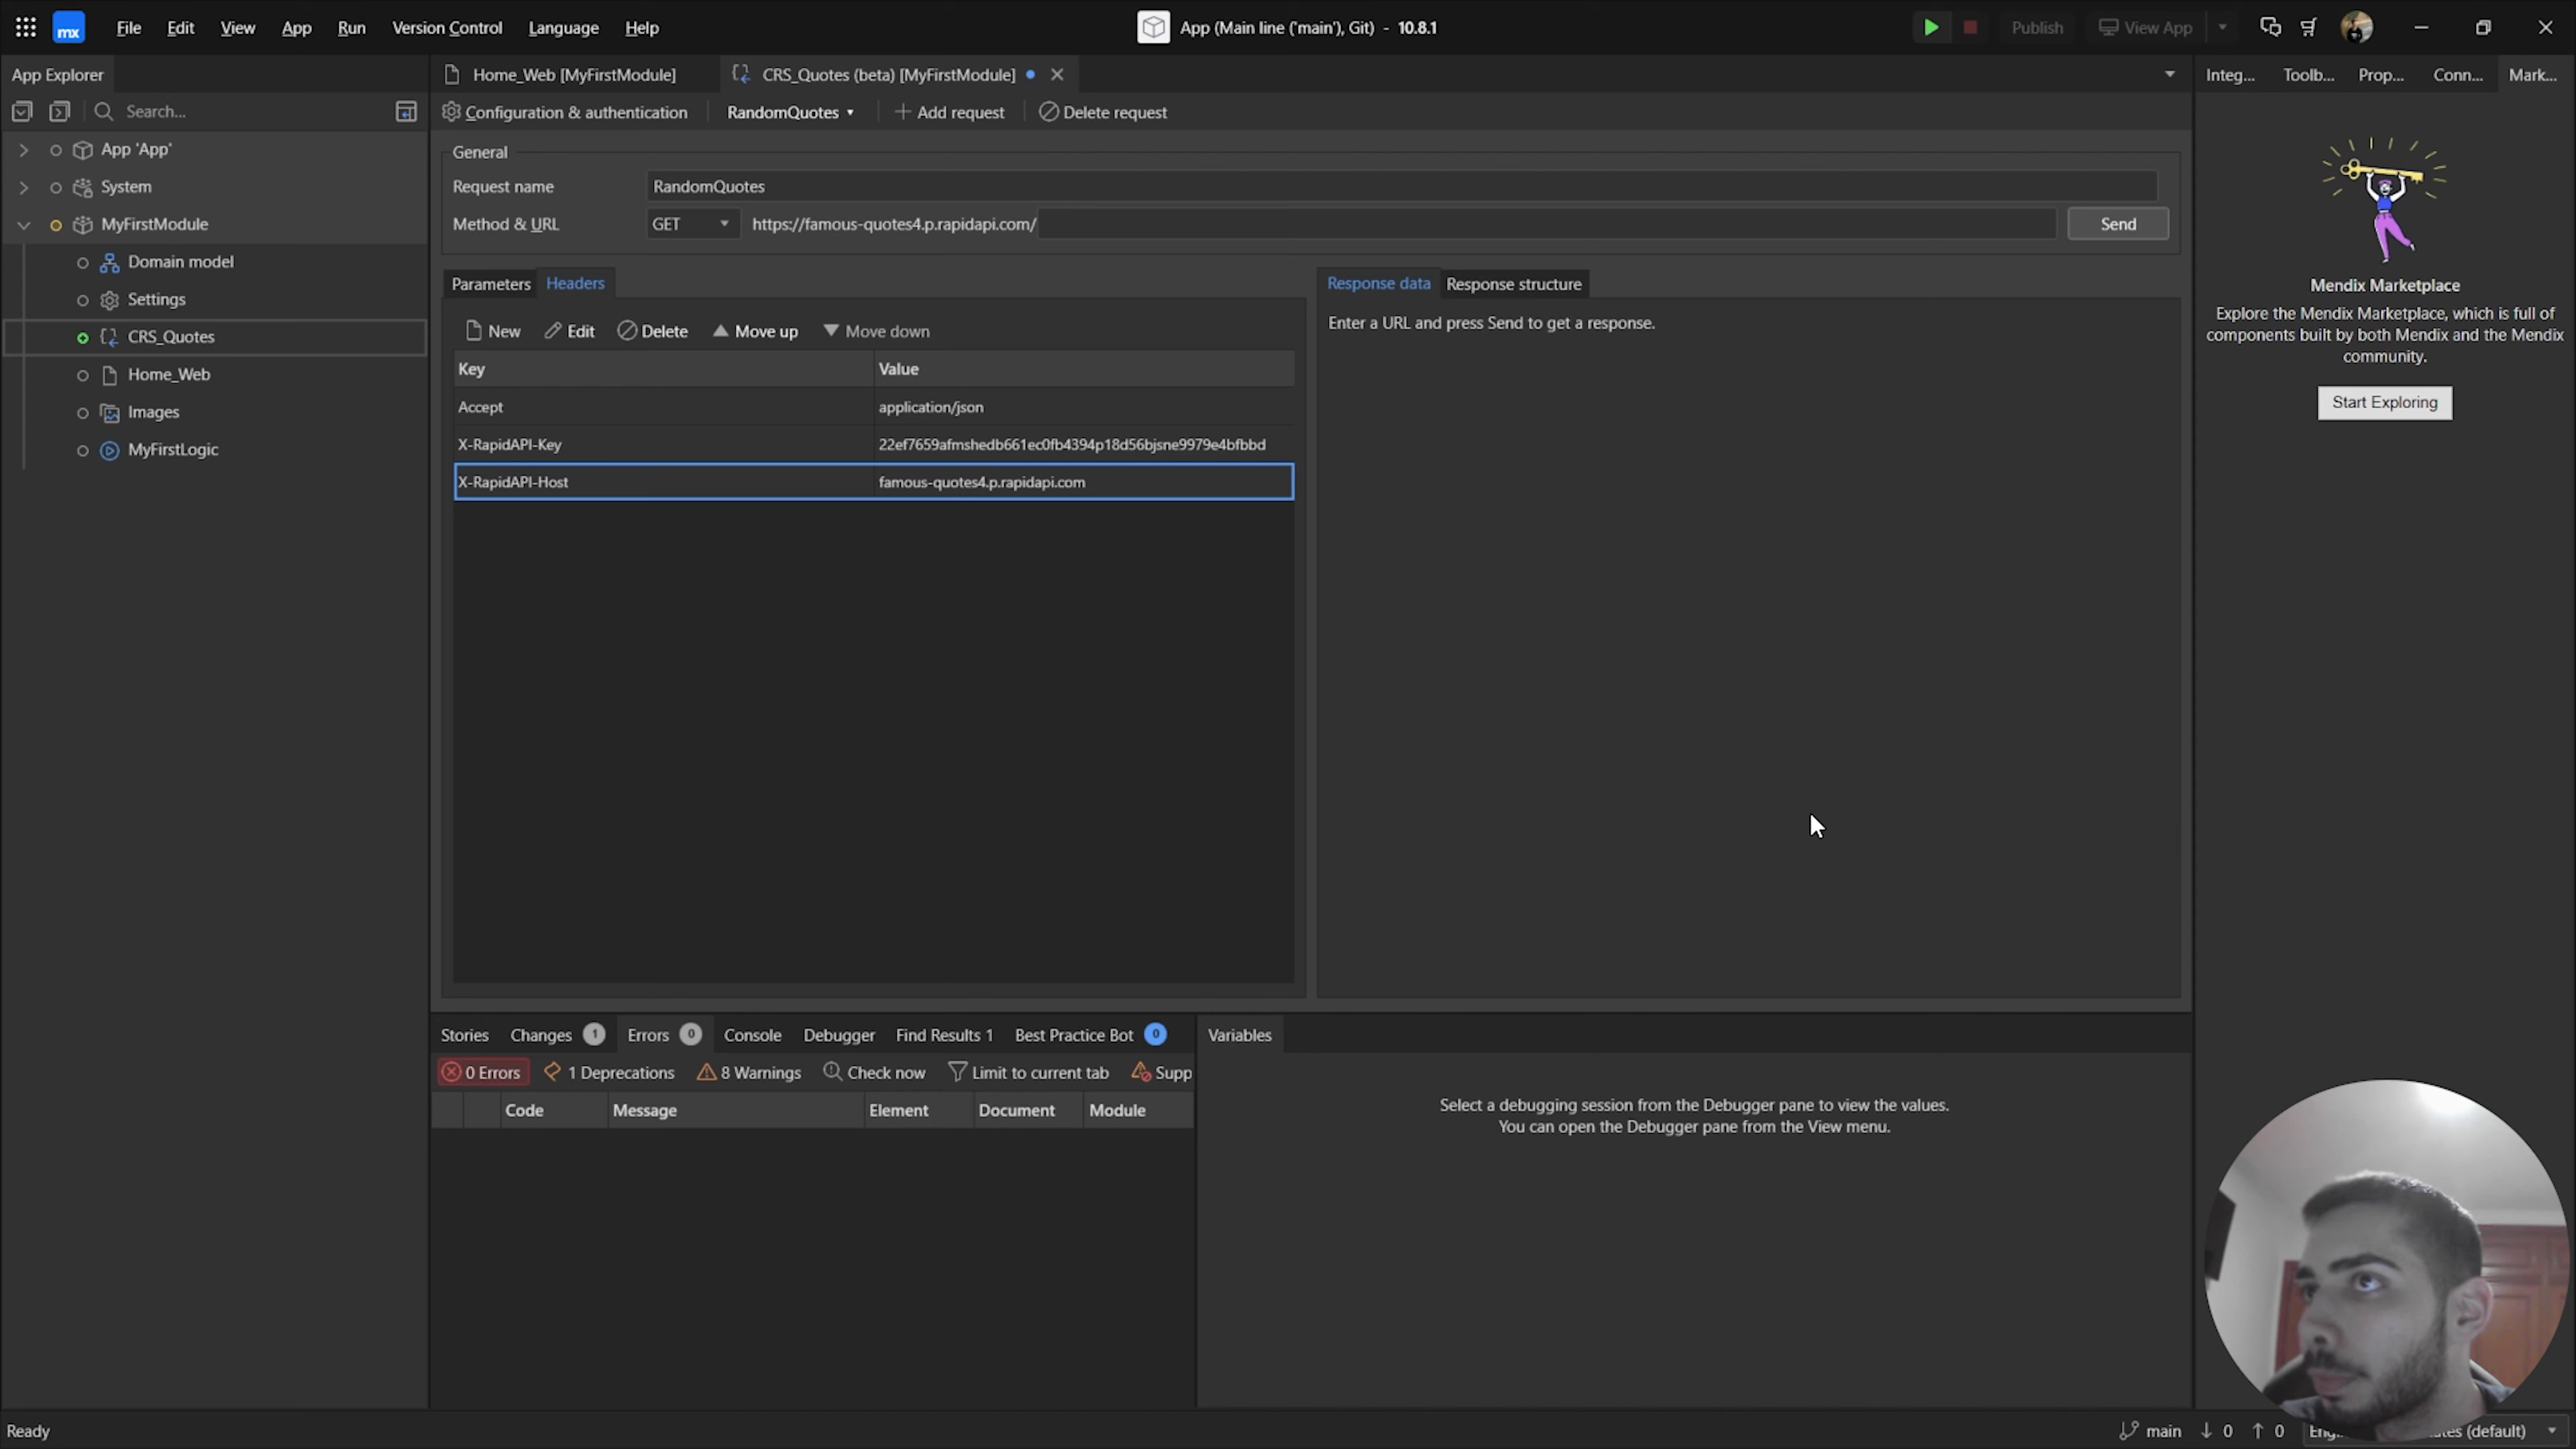 mx File Edit View App Run Version Control Language Help App (Main line ('main'), Git) - 10.8.1 Publish View App
App Explorer
Search...
App 'App'
System
MyFirstModule
Domain model
Settings
CRS_Quotes
Home_Web
Images
MyFirstLogic
Home_Web [MyFirstModule] CRS_Quotes (beta) [MyFirstModule]
Configuration & authentication RandomQuotes Add request Delete request
General
Request name RandomQuotes
Method & URL GET https://famous-quotes4.p.rapidapi.com/ Send
Parameters Headers
New Edit Delete Move up Move down
Key Value
Accept application/json
X-RapidAPI-Key 22ef7659afmshedb661ec0fb4394p18d56bjsne9979e4bfbbd
X-RapidAPI-Host famous-quotes4.p.rapidapi.com
Response data Response structure
Enter a URL and press Send to get a response.
Integ... Toolb... Prop... Conn... Mark...
Mendix Marketplace
Explore the Mendix Marketplace, which is full of
components built by both Mendix and the Mendix
community.
Start Exploring
Stories Changes 1 Errors 0 Console Debugger Find Results 1 Best Practice Bot 0
0 Errors 1 Deprecations 8 Warnings Check now Limit to current tab Supp
Code Message Element Document Module
Variables
Select a debugging session from the Debugger pane to view the values.
You can open the Debugger pane from the View menu.
Ready main 0 0 (default)